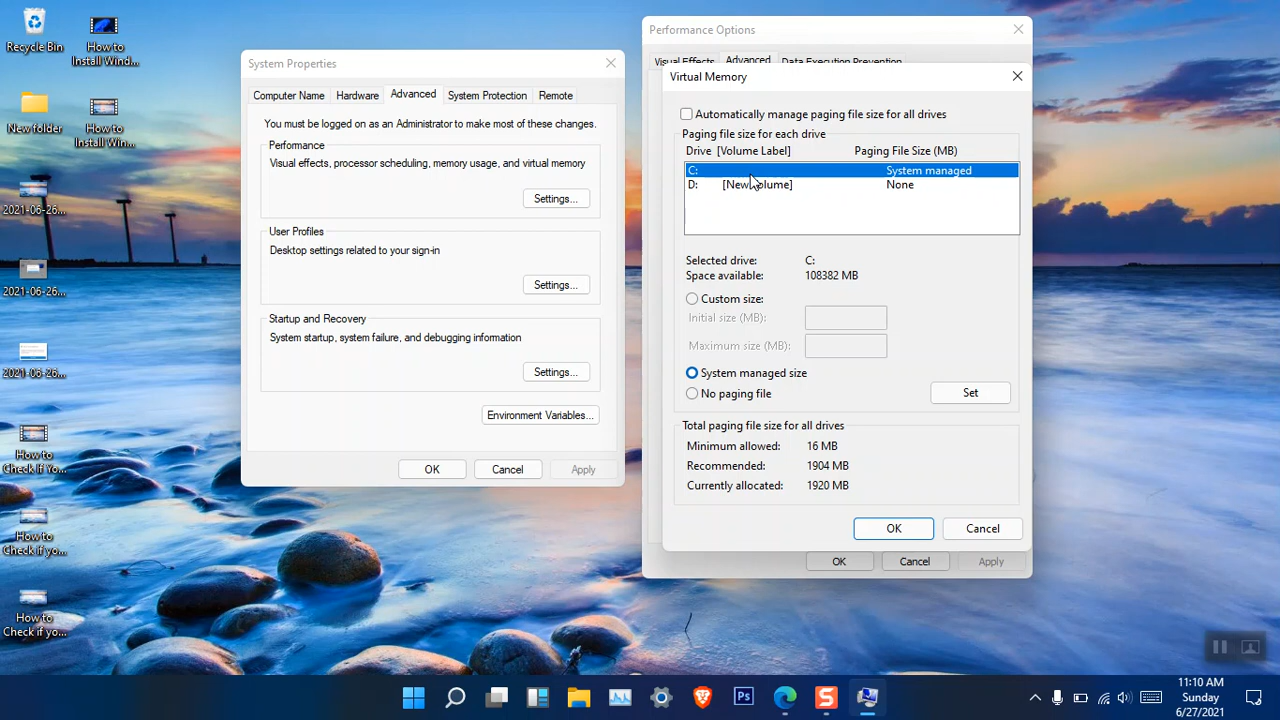 Recycle Bin
How to
Install Wind...
New folder
How to
Install Win...
2021-06-26...
2021-06-26...
2021-06-26...
How to
Check if Yo...
How to
Check if yo...
How to
Check if yo...
System Properties
Computer Name Hardware Advanced System Protection Remote
You must be logged on as an Administrator to make most of these changes.
Performance
Visual effects, processor scheduling, memory usage, and virtual memory
Settings...
User Profiles
Desktop settings related to your sign-in
Settings...
Startup and Recovery
System startup, system failure, and debugging information
Settings...
Environment Variables...
OK Cancel Apply
Performance Options
Visual Effects Advanced Data Execution Prevention
Virtual Memory
Automatically manage paging file size for all drives
Paging file size for each drive
Drive [Volume Label] Paging File Size (MB)
C: System managed
D: [New Volume] None
Selected drive: C:
Space available: 108382 MB
Custom size:
Initial size (MB):
Maximum size (MB):
System managed size
No paging file Set
Total paging file size for all drives
Minimum allowed: 16 MB
Recommended: 1904 MB
Currently allocated: 1920 MB
OK Cancel
OK Cancel Apply
Ps
S
11:10 AM
Sunday
6/27/2021